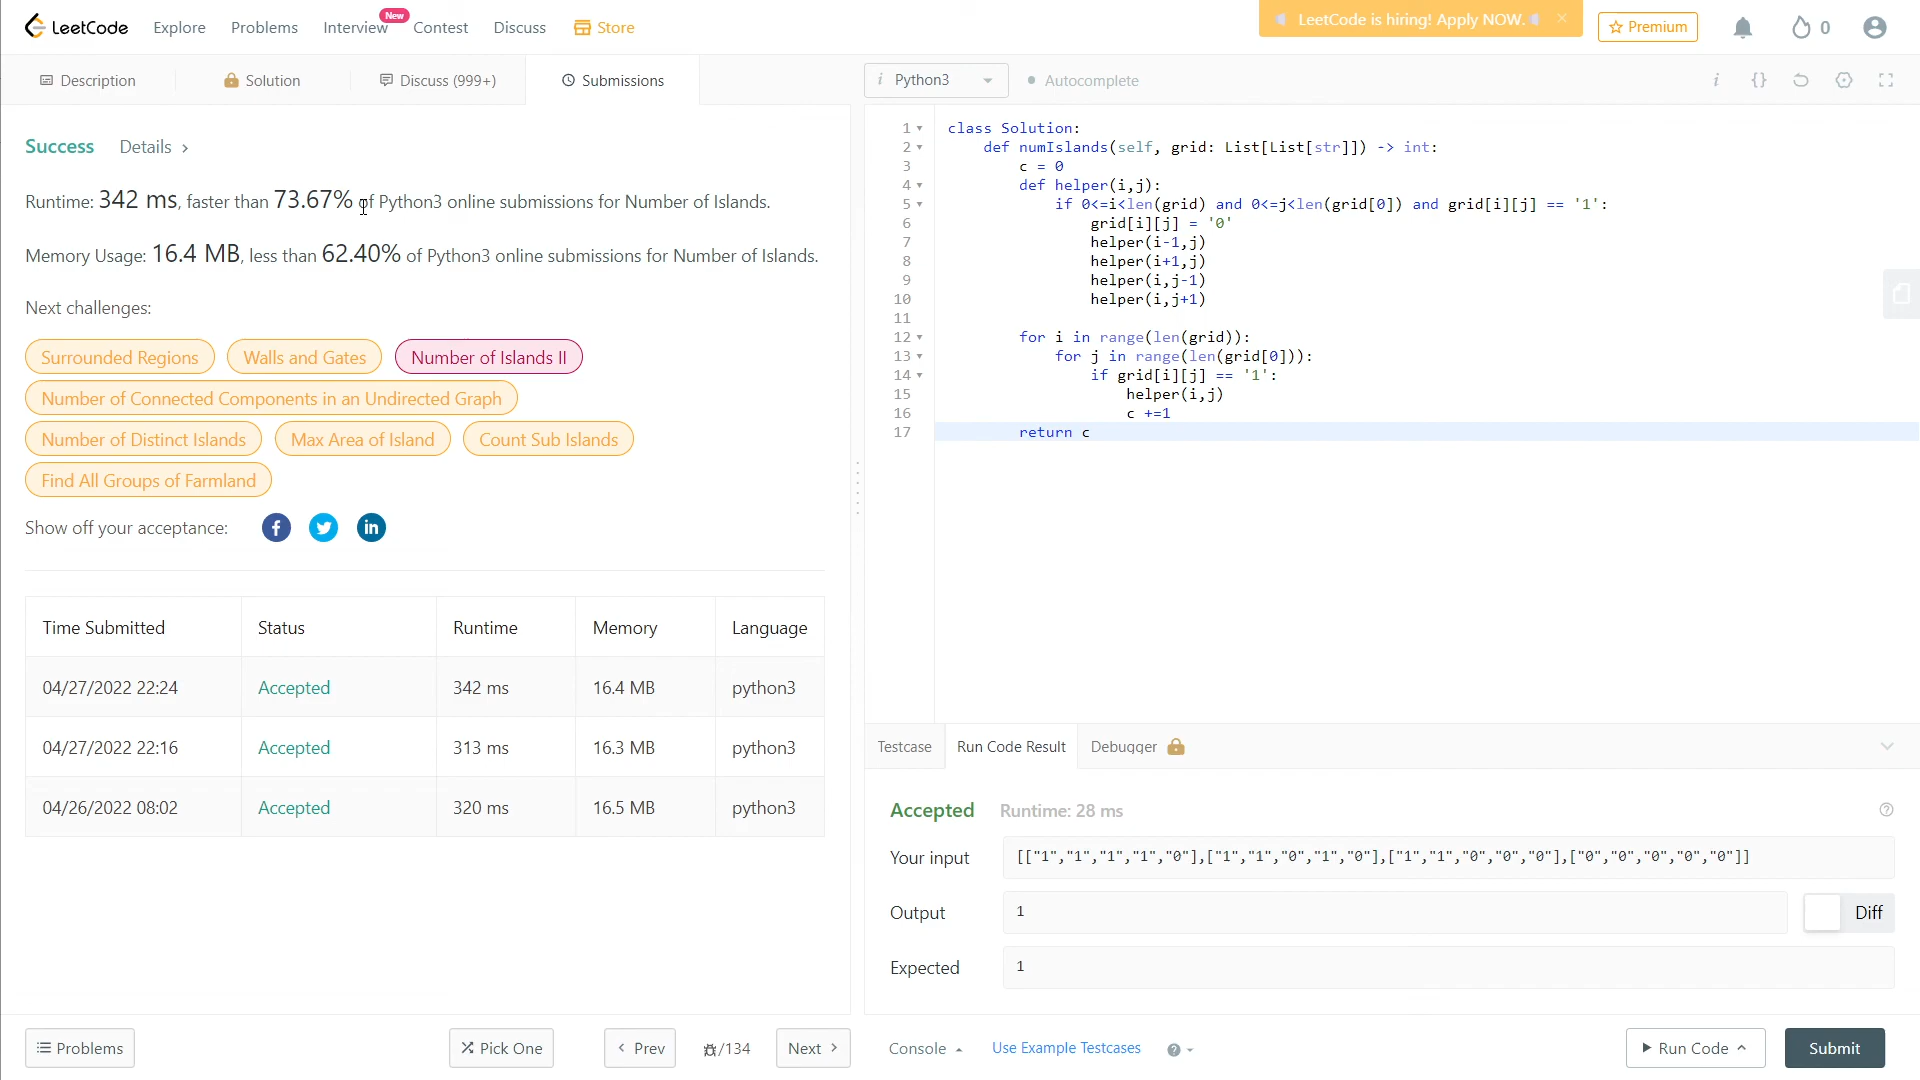 LeetCode
Explore
Problems
Interview
New
Contest
Discuss
Store
LeetCode is hiring! Apply NOW.
Premium
0
Description
Solution
Discuss (999+)
Submissions
i Python3
Autocomplete
Success
Details >
Runtime: 342 ms, faster than 73.67% of Python3 online submissions for Number of Islands.
Memory Usage: 16.4 MB, less than 62.40% of Python3 online submissions for Number of Islands.
Next challenges:
Surrounded Regions
Walls and Gates
Number of Islands II
Number of Connected Components in an Undirected Graph
Number of Distinct Islands
Max Area of Island
Count Sub Islands
Find All Groups of Farmland
Show off your acceptance:
Time Submitted Status Runtime Memory Language
04/27/2022 22:24 Accepted 342 ms 16.4 MB python3
04/27/2022 22:16 Accepted 313 ms 16.3 MB python3
04/26/2022 08:02 Accepted 320 ms 16.5 MB python3
Problems
Pick One
< Prev
/134
Next >
1 class Solution:
2 def numIslands(self, grid: List[List[str]]) -> int:
3 c = 0
4 def helper(i,j):
5 if 0<=i<len(grid) and 0<=j<len(grid[0]) and grid[i][j] == '1':
6 grid[i][j] = '0'
7 helper(i-1,j)
8 helper(i+1,j)
9 helper(i,j-1)
10 helper(i,j+1)
11
12 for i in range(len(grid)):
13 for j in range(len(grid[0])):
14 if grid[i][j] == '1':
15 helper(i,j)
16 c +=1
17 return c
Testcase
Run Code Result
Debugger
Accepted
Runtime: 28 ms
Your input
[["1","1","1","1","0"],["1","1","0","1","0"],["1","1","0","0","0"],["0","0","0","0","0"]]
Output
1
Diff
Expected
1
Console
Use Example Testcases
Run Code
Submit